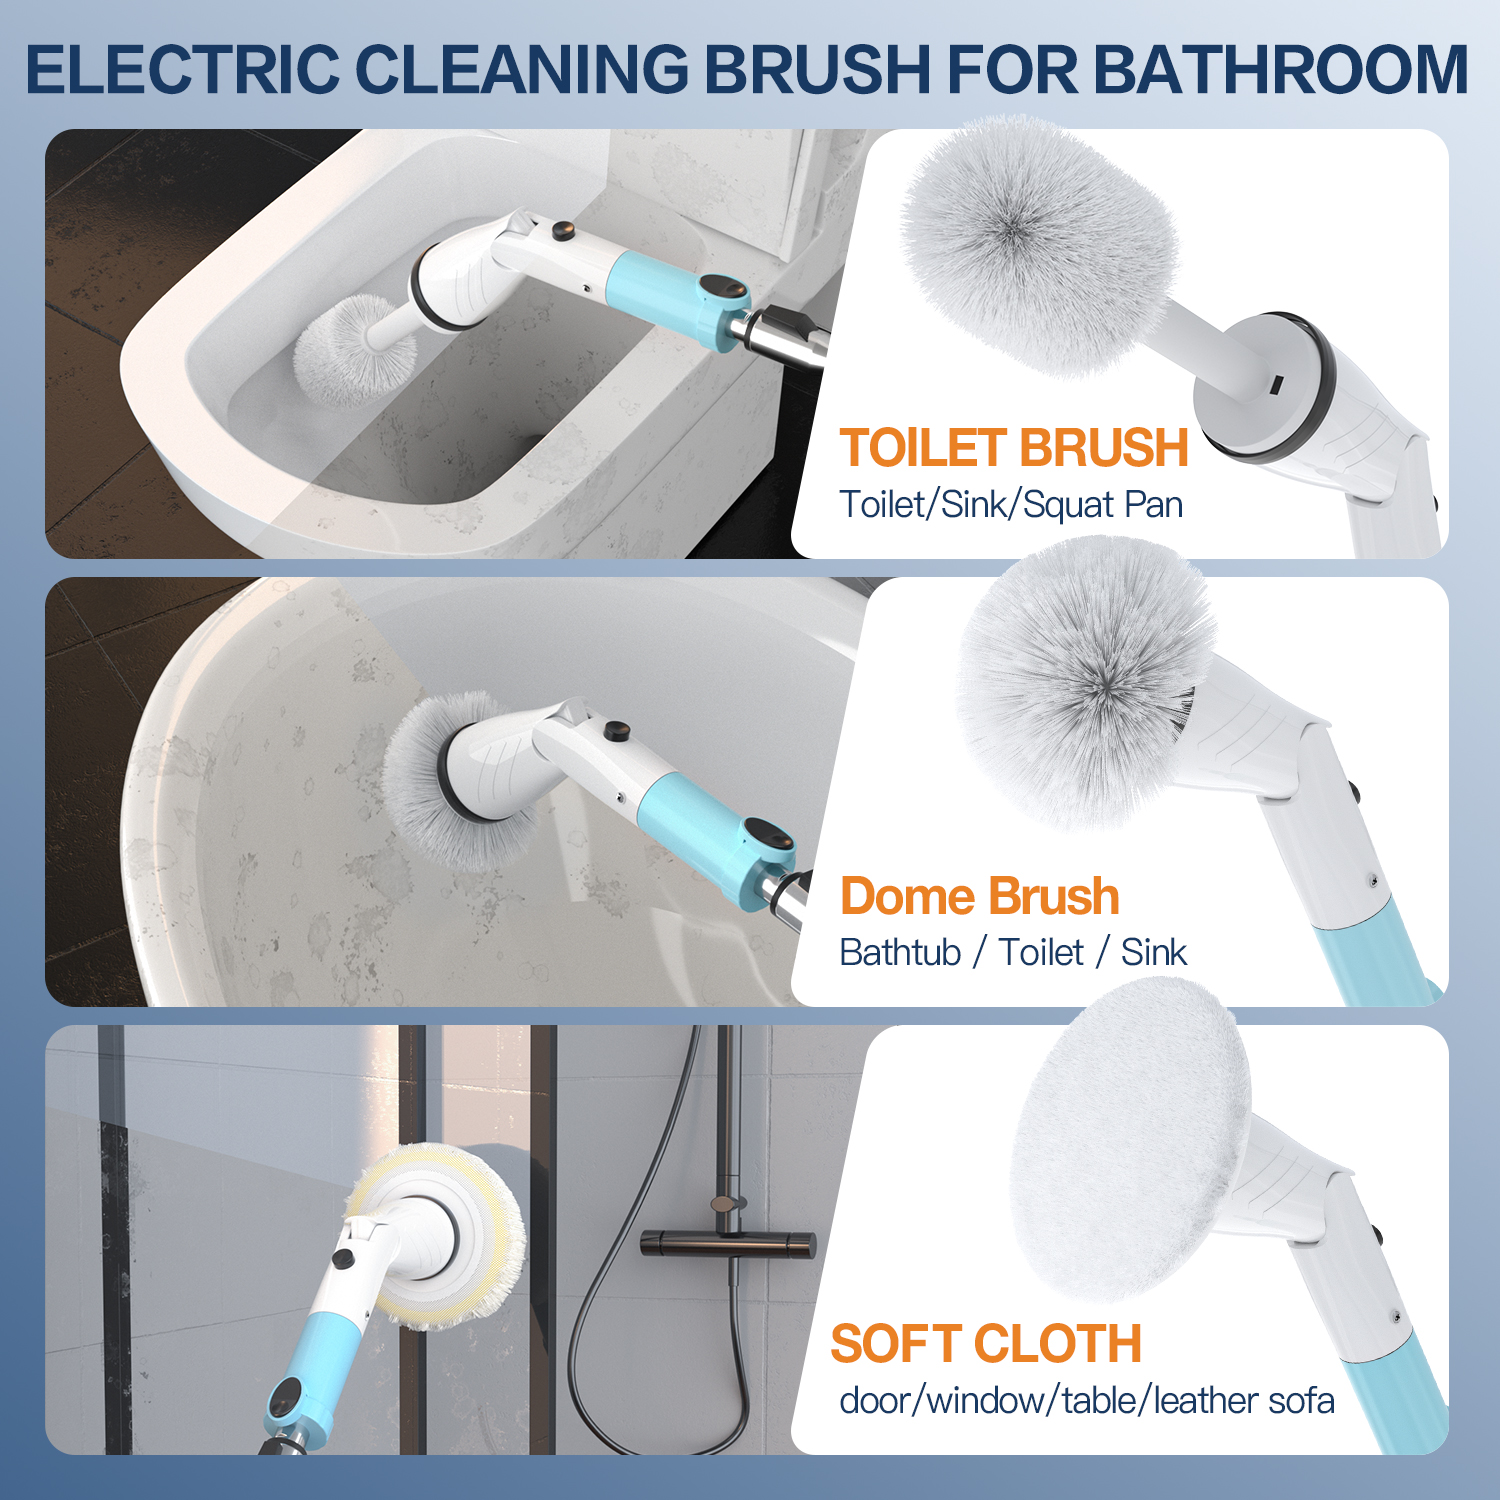 ELECTRIC CLEANING BRUSH FOR BATHROOM
TOILET BRUSH
Toilet/Sink/Squat Pan
Dome Brush
Bathtub / Toilet / Sink
SOFT CLOTH
door/window/table/leather sofa